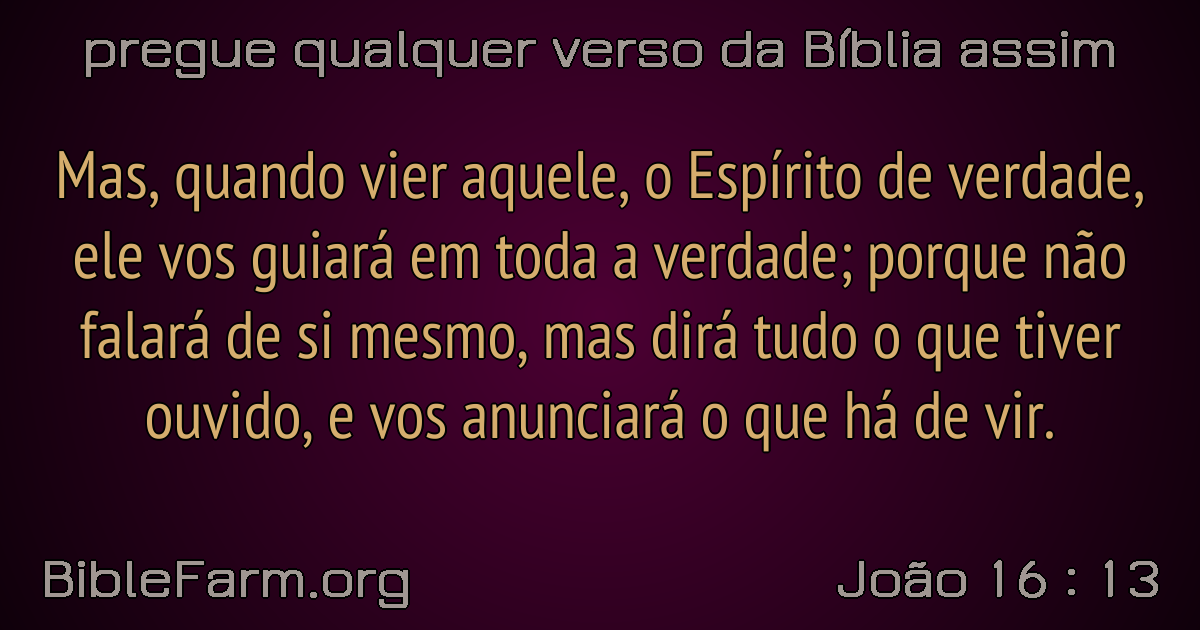 pregue qualquer verso da Bíblia assim
Mas, quando vier aquele, o Espírito de verdade,
ele vos guiará em toda a verdade; porque não
falará de si mesmo, mas dirá tudo o que tiver
ouvido, e vos anunciará o que há de vir.
BibleFarm.org
João 16 : 13